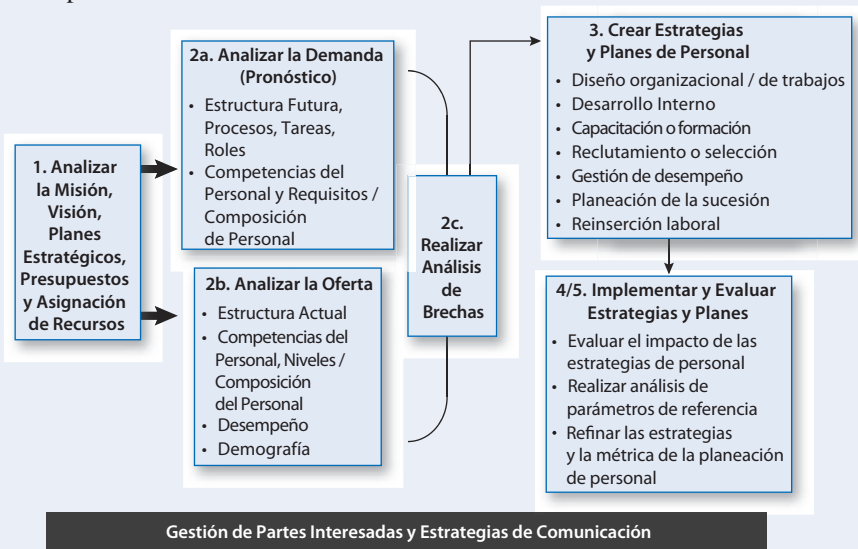 1. Analizar
la Misión,
Visión,
Planes
Estratégicos,
Presupuestos
y Asignación
de Recursos
2a. Analizar la Demanda
(Pronóstico)
• Estructura Futura,
Procesos, Tareas,
Roles
• Competencias del
Personal y Requisitos /
Composición
de Personal
2b. Analizar la Oferta
• Estructura Actual
• Competencias del
Personal, Niveles /
Composición
del Personal
• Desempeño
• Demografía
2c.
Realizar
Análisis
de
Brechas
3. Crear Estrategias
y Planes de Personal
• Diseño organizacional / de trabajos
• Desarrollo Interno
• Capacitación o formación
• Reclutamiento o selección
• Gestión de desempeño
• Planeación de la sucesión
• Reinserción laboral
4/5. Implementar y Evaluar
Estrategias y Planes
• Evaluar el impacto de las
estrategias de personal
• Realizar análisis de
parámetros de referencia
• Refinar las estrategias
y la métrica de la planeación
de personal
Gestión de Partes Interesadas y Estrategias de Comunicación